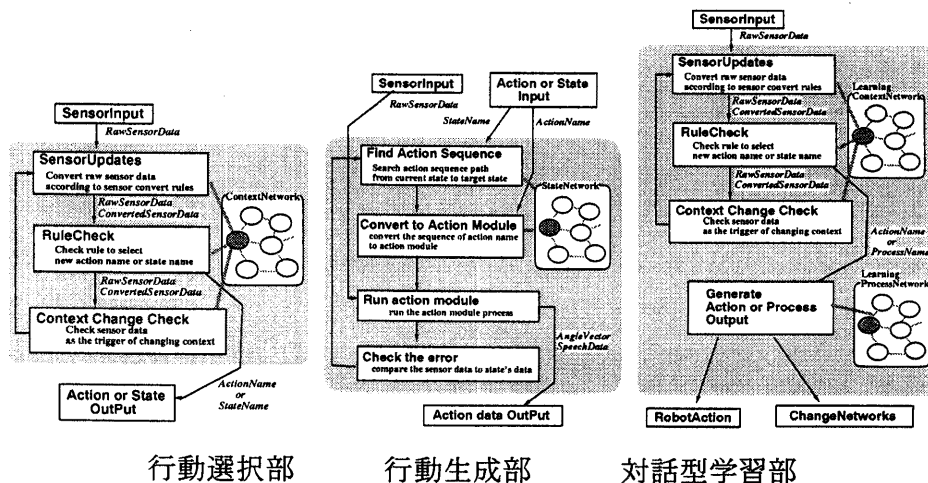 SensorInput
RawSensorData
SensorUpdates
Convert raw sensor data
according to sensor convert rules
RawSensorData
ConvertedSensorData
ContextNetwork
RuleCheck
Check rule to select
new action name or state name
RawSensorData
ConvertedSensorData
Context Change Check
Check sensor data
as the trigger of changing context
ActionName
or
StateName
Action or State
OutPut
行動選択部
SensorInput
RawSensorData
Action or State
Input
StateName
ActionName
Find Action Sequence
Search action sequence path
from current state to target state
StateNetwork
Convert to Action Module
convert the sequence of action name
to action module
Run action module
run the action module process
AngleVector
SpeechData
Check the error
compare the sensor data to state's data
Action data OutPut
行動生成部
SensorInput
RawSensorData
SensorUpdates
Convert raw sensor data
according to sensor convert rules
Learning
ContextNetwork
RawSensorData
ConvertedSensorData
RuleCheck
Check rule to select
new action name or state name
RawSensorData
ConvertedSensorData
Context Change Check
Check sensor data
as the trigger of changing context
ActionName
or
ProcessName
Generate
Action or Process
Output
Learning
ProcessNetwork
RobotAction
ChangeNetworks
対話型学習部